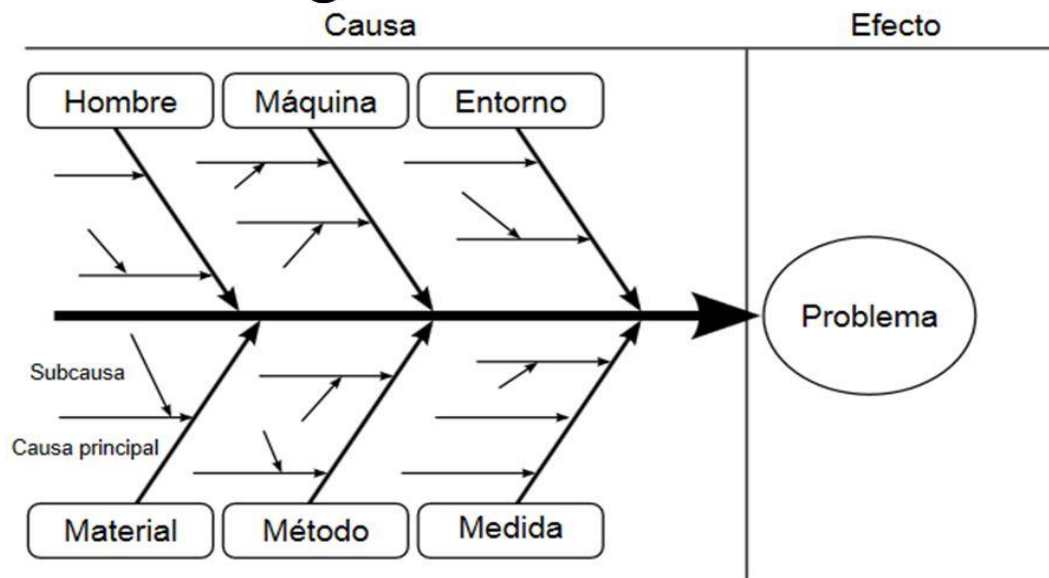 Causa
Efecto
Hombre
Máquina
Entorno
Problema
Subcausa
Causa principal
Material
Método
Medida